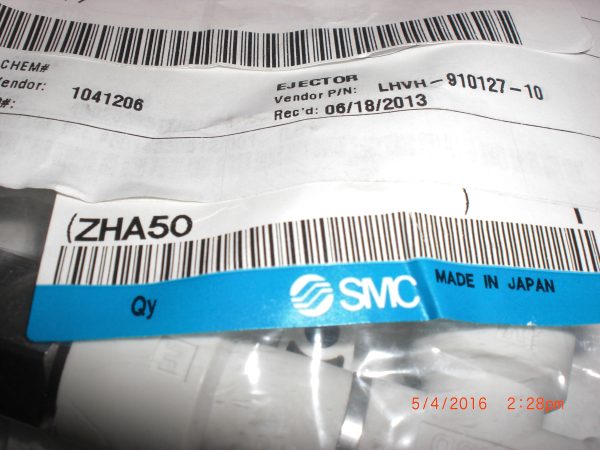 CHEM#
EJECTOR
Vendor: 1041206
Vendor P/N: LHVH-910127-10
#:
Rec'd: 06/18/2013
(ZHA50 )
Qy SMC MADE IN JAPAN
5/4/2016 2:28pm